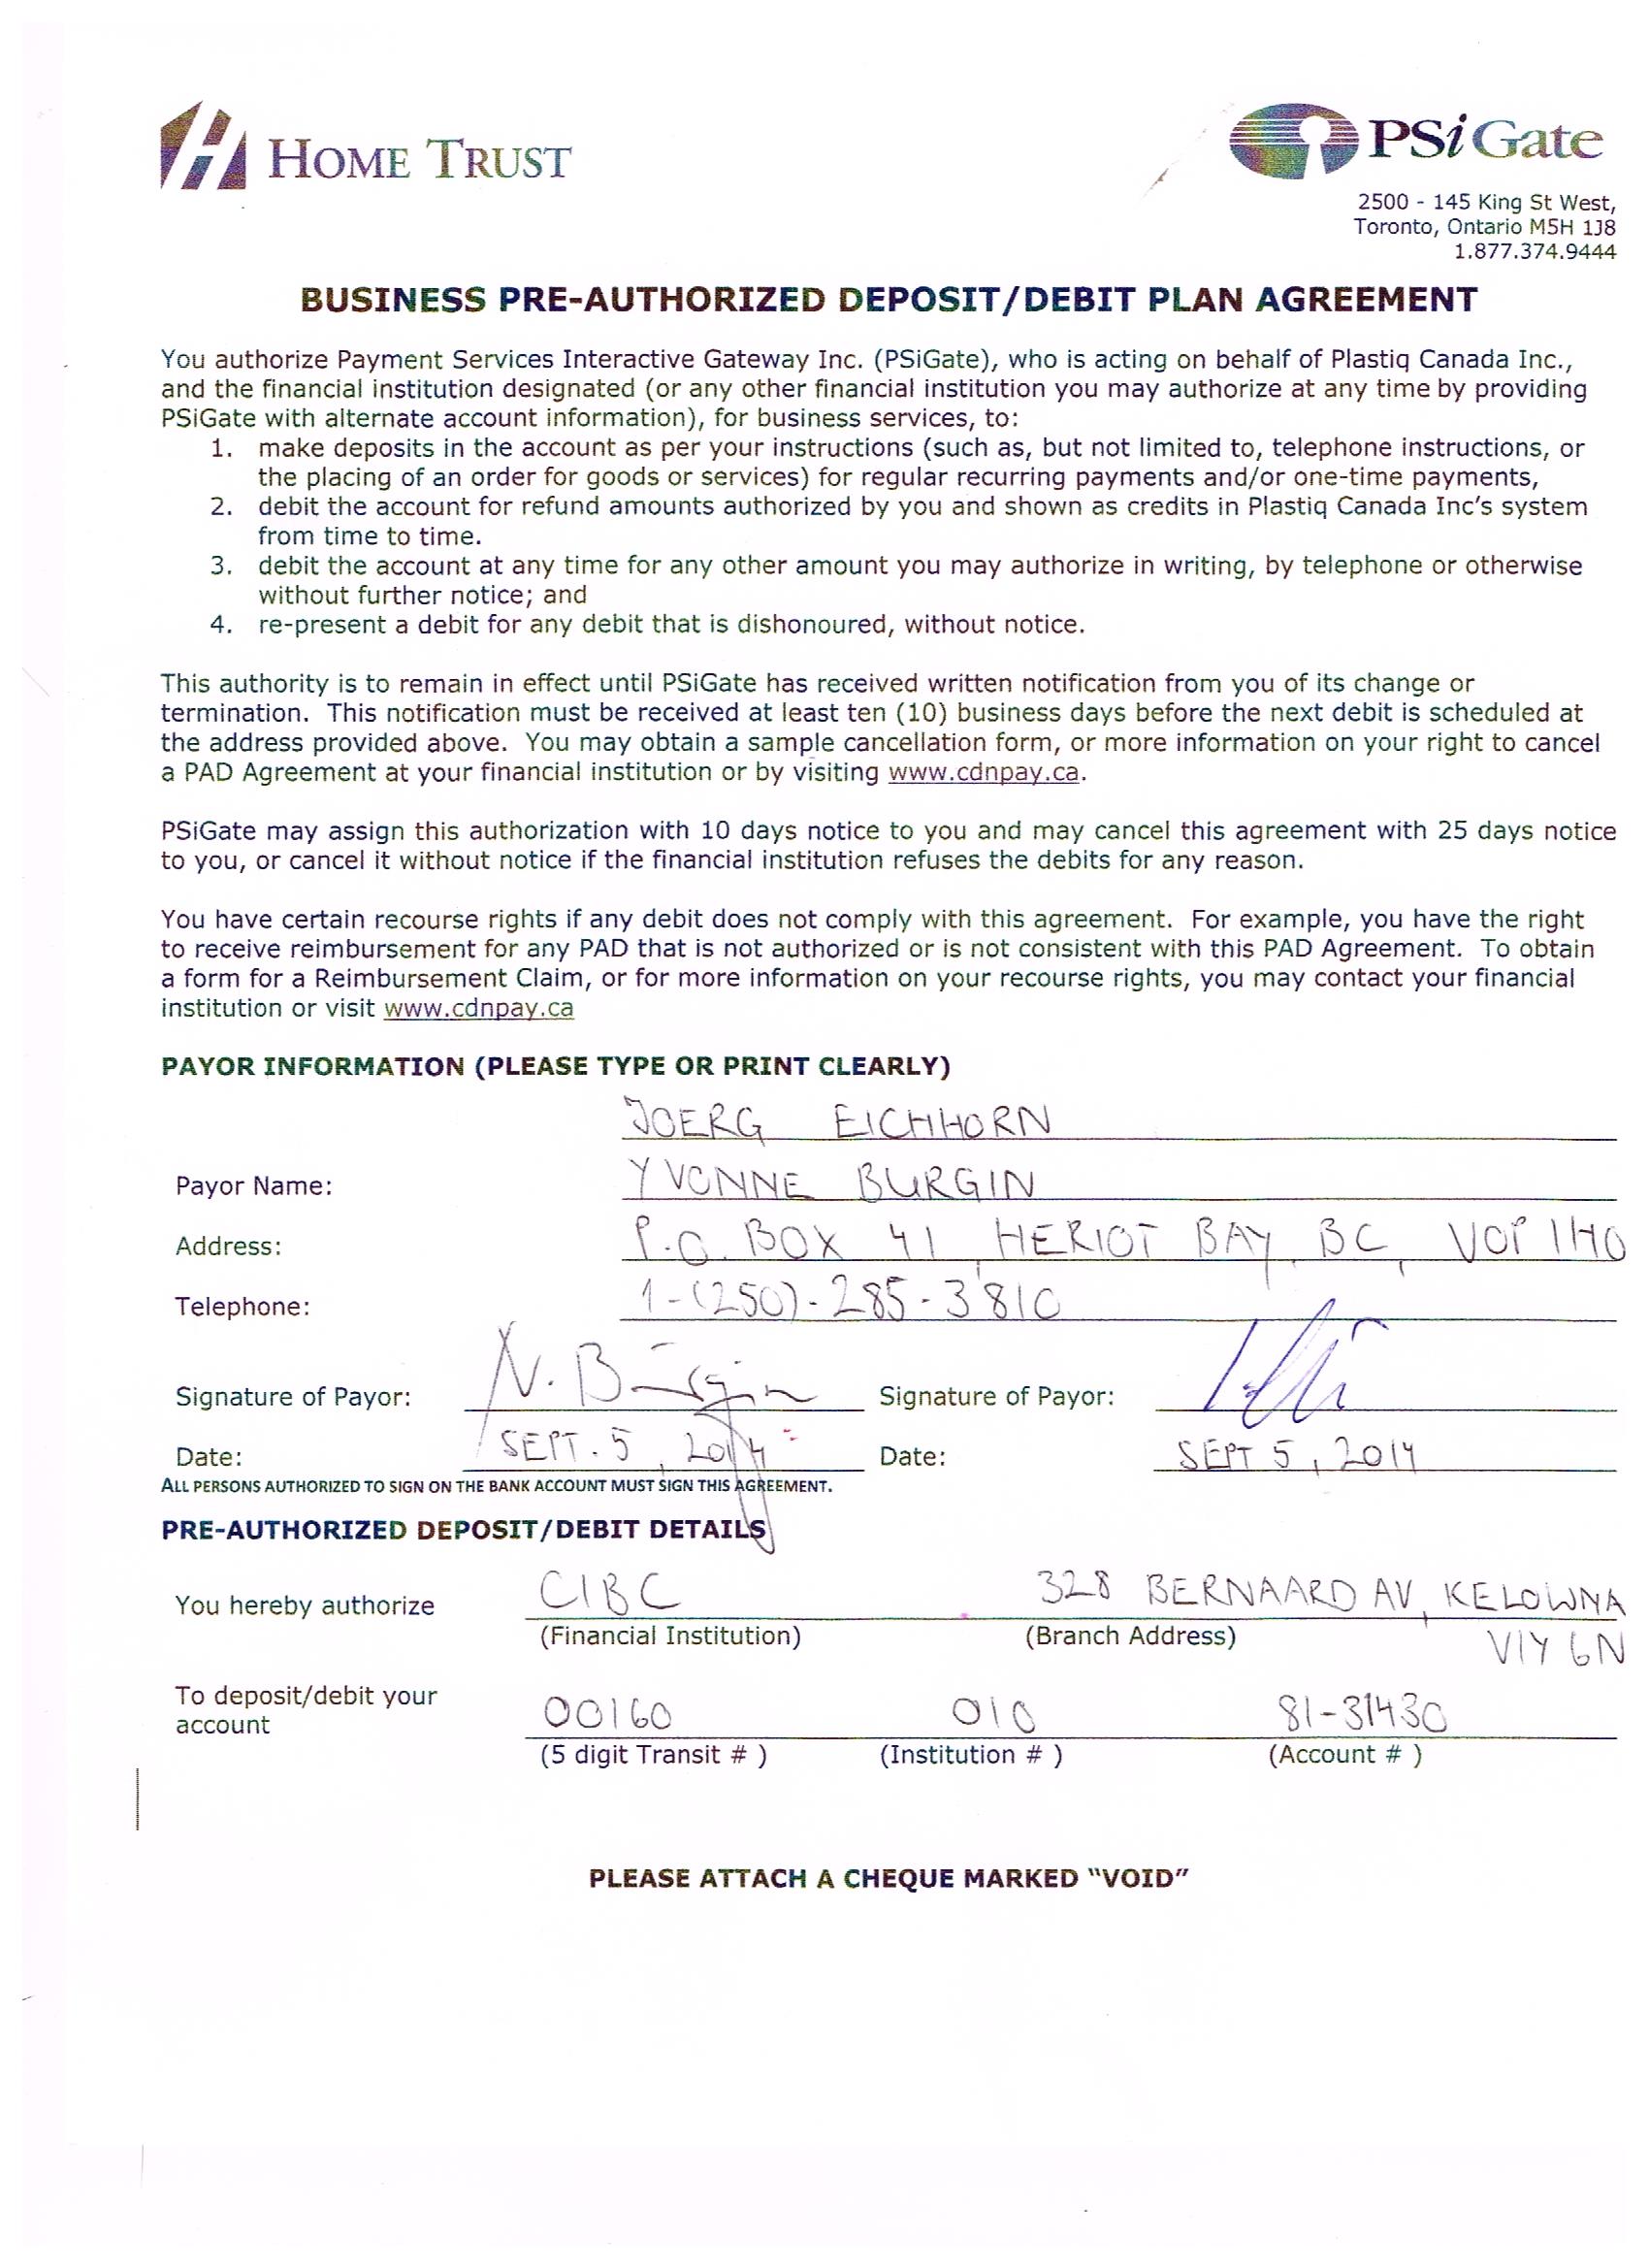 HOME TRUST
PSiGate
2500 - 145 King St West,
Toronto, Ontario M5H 1J8
1.877.374.9444
BUSINESS PRE-AUTHORIZED DEPOSIT/DEBIT PLAN AGREEMENT
You authorize Payment Services Interactive Gateway Inc. (PSiGate), who is acting on behalf of Plastiq Canada Inc.,
and the financial institution designated (or any other financial institution you may authorize at any time by providing
PSiGate with alternate account information), for business services, to:
1. make deposits in the account as per your instructions (such as, but not limited to, telephone instructions, or
the placing of an order for goods or services) for regular recurring payments and/or one-time payments,
2. debit the account for refund amounts authorized by you and shown as credits in Plastiq Canada Inc's system
from time to time.
3. debit the account at any time for any other amount you may authorize in writing, by telephone or otherwise
without further notice; and
4. re-present a debit for any debit that is dishonoured, without notice.
This authority is to remain in effect until PSiGate has received written notification from you of its change or
termination. This notification must be received at least ten (10) business days before the next debit is scheduled at
the address provided above. You may obtain a sample cancellation form, or more information on your right to cancel
a PAD Agreement at your financial institution or by visiting www.cdnpay.ca.
PSiGate may assign this authorization with 10 days notice to you and may cancel this agreement with 25 days notice
to you, or cancel it without notice if the financial institution refuses the debits for any reason.
You have certain recourse rights if any debit does not comply with this agreement. For example, you have the right
to receive reimbursement for any PAD that is not authorized or is not consistent with this PAD Agreement. To obtain
a form for a Reimbursement Claim, or for more information on your recourse rights, you may contact your financial
institution or visit www.cdnpay.ca
PAYOR INFORMATION (PLEASE TYPE OR PRINT CLEARLY)
JOERG EICHHORN
Payor Name: YVONNE BURGIN
Address: P.O. BOX 41 HERIOT BAY, BC, V0P 1H0
Telephone: 1-(250)-285-3810
Signature of Payor: Signature of Payor:
Date: SEPT. 5, 2014 Date: SEPT 5, 2014
ALL PERSONS AUTHORIZED TO SIGN ON THE BANK ACCOUNT MUST SIGN THIS AGREEMENT.
PRE-AUTHORIZED DEPOSIT/DEBIT DETAILS
You hereby authorize CIBC 328 BERNAARD AV, KELOWNA
(Financial Institution) (Branch Address) V1Y 6N
To deposit/debit your
account 00160 010 81-31430
(5 digit Transit # ) (Institution # ) (Account # )
PLEASE ATTACH A CHEQUE MARKED “VOID”